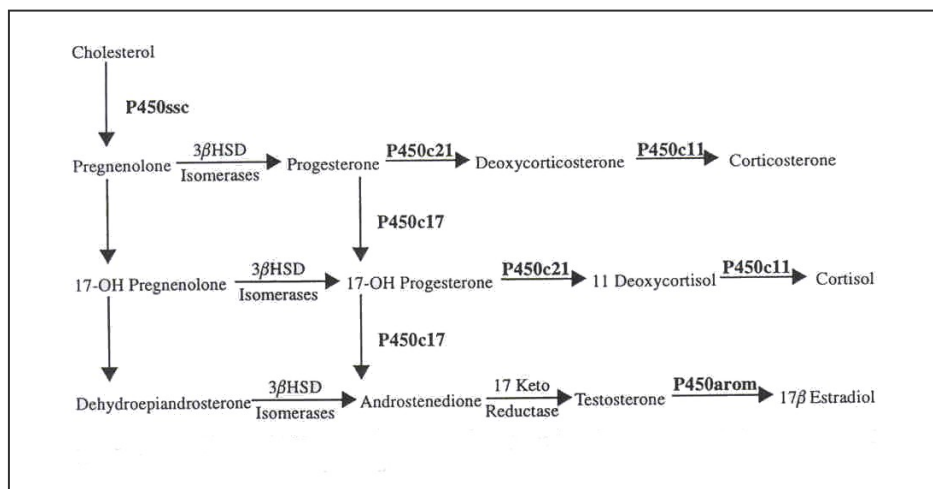 Cholesterol
P450ssc
Pregnenolone
3βHSD
Isomerases
Progesterone
P450c21
Deoxycorticosterone
P450c11
Corticosterone
P450c17
17-OH Pregnenolone
3βHSD
Isomerases
17-OH Progesterone
P450c21
11 Deoxycortisol
P450c11
Cortisol
P450c17
Dehydroepiandrosterone
3βHSD
Isomerases
Androstenedione
17 Keto
Reductase
Testosterone
P450arom
17β Estradiol